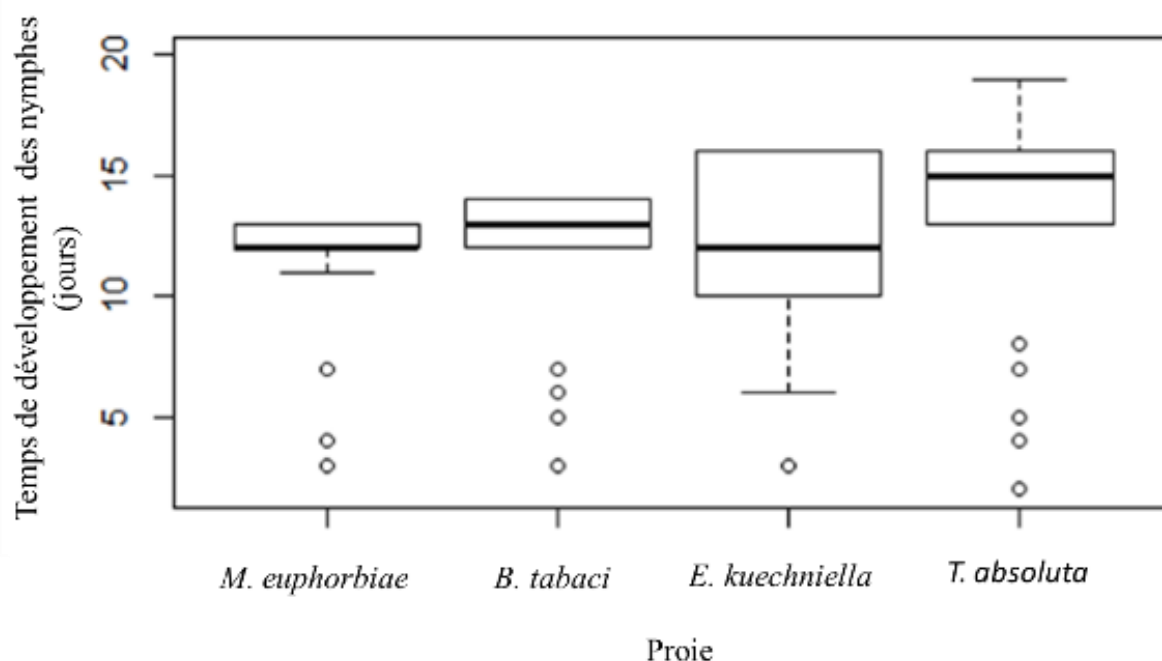 Temps de développement des nymphes
(jours)
20
15
10
5
M. euphorbiae
B. tabaci
E. kuechniella
T. absoluta
Proie